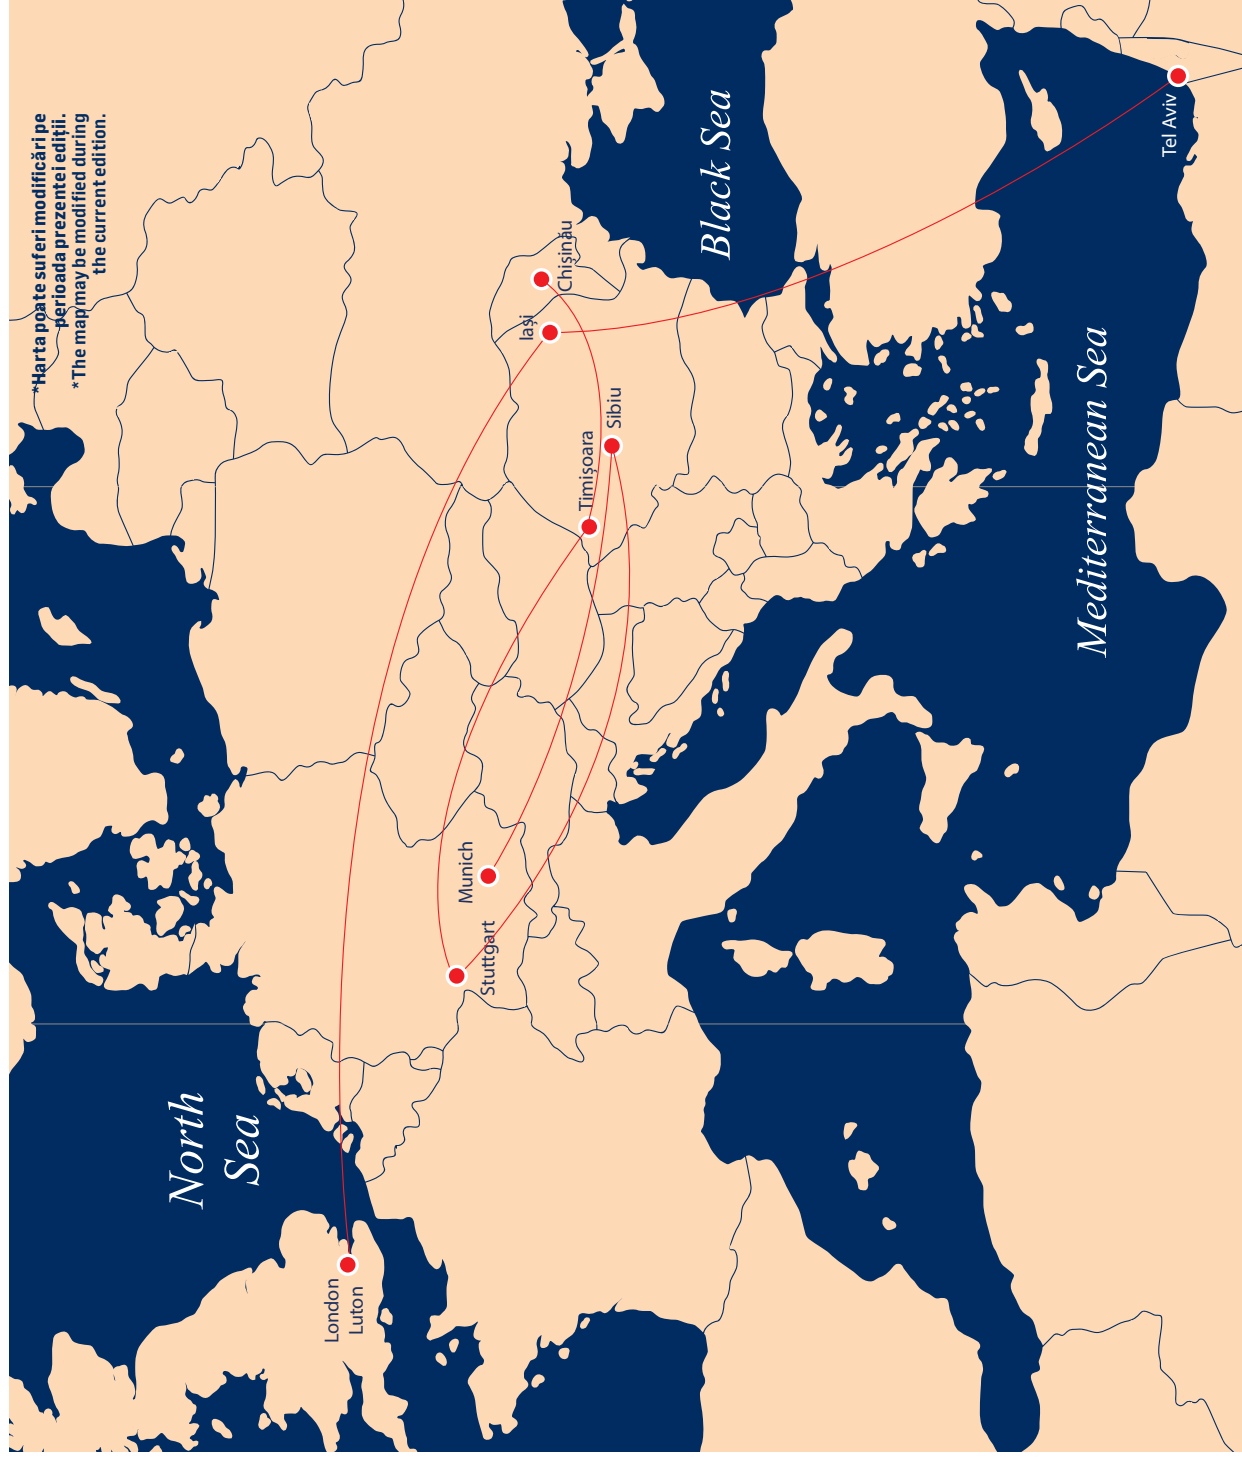 *Harta poate suferi modificări pe
perioada prezentei ediții.
*The map may be modified during
the current edition.
North
Sea
London
Luton
Stuttgart
Munich
Timișoara
Sibiu
Iași
Chișinău
Black Sea
Mediterranean Sea
Tel Aviv